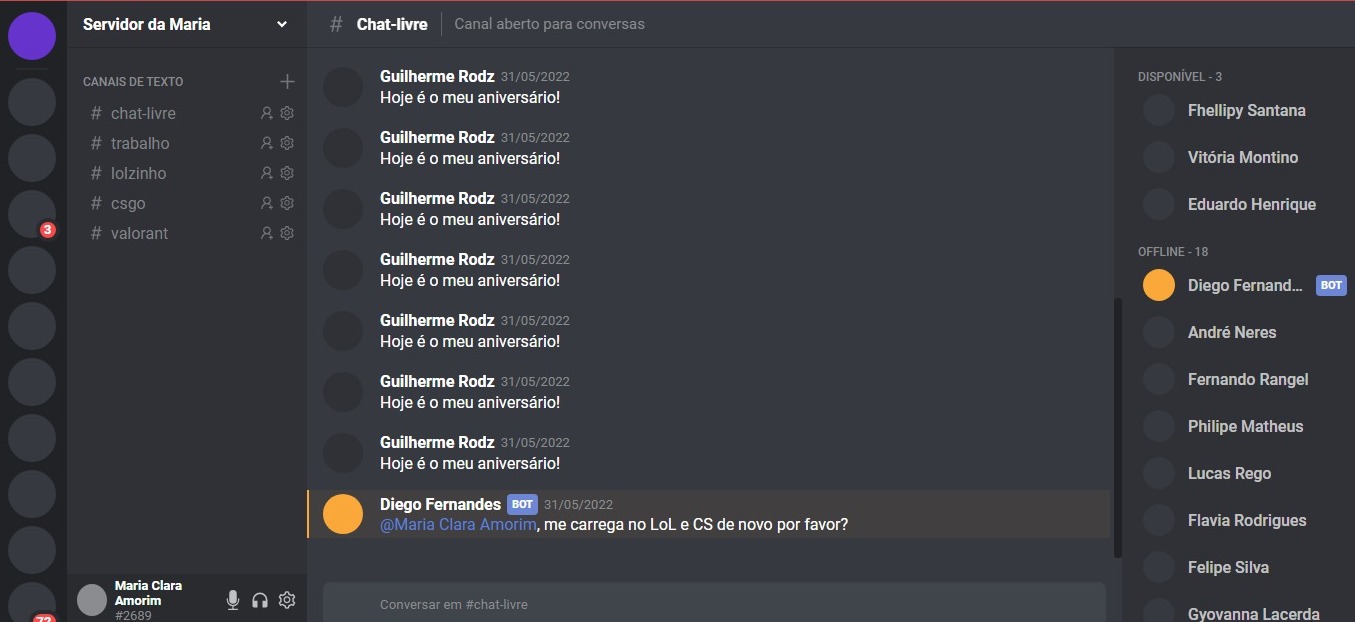 Servidor da Maria
# Chat-livre
Canal aberto para conversas
CANAIS DE TEXTO
# chat-livre
# trabalho
# lolzinho
# csgo
# valorant
3
72
Maria Clara
Amorim
#2689
Guilherme Rodz 31/05/2022
Hoje é o meu aniversário!
Guilherme Rodz 31/05/2022
Hoje é o meu aniversário!
Guilherme Rodz 31/05/2022
Hoje é o meu aniversário!
Guilherme Rodz 31/05/2022
Hoje é o meu aniversário!
Guilherme Rodz 31/05/2022
Hoje é o meu aniversário!
Guilherme Rodz 31/05/2022
Hoje é o meu aniversário!
Guilherme Rodz 31/05/2022
Hoje é o meu aniversário!
Diego Fernandes BOT 31/05/2022
@Maria Clara Amorim, me carrega no LoL e CS de novo por favor?
Conversar em #chat-livre
DISPONÍVEL - 3
Fhellipy Santana
Vitória Montino
Eduardo Henrique
OFFLINE - 18
Diego Fernand... BOT
André Neres
Fernando Rangel
Philipe Matheus
Lucas Rego
Flavia Rodrigues
Felipe Silva
Gyovanna Lacerda